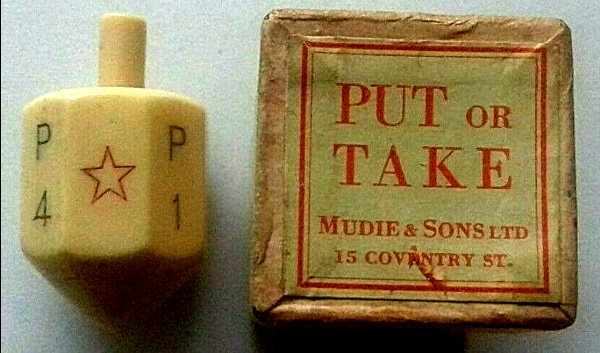 P P
4 1
PUT OR
TAKE
MUDIE & SONS LTD
15 COVENTRY ST.